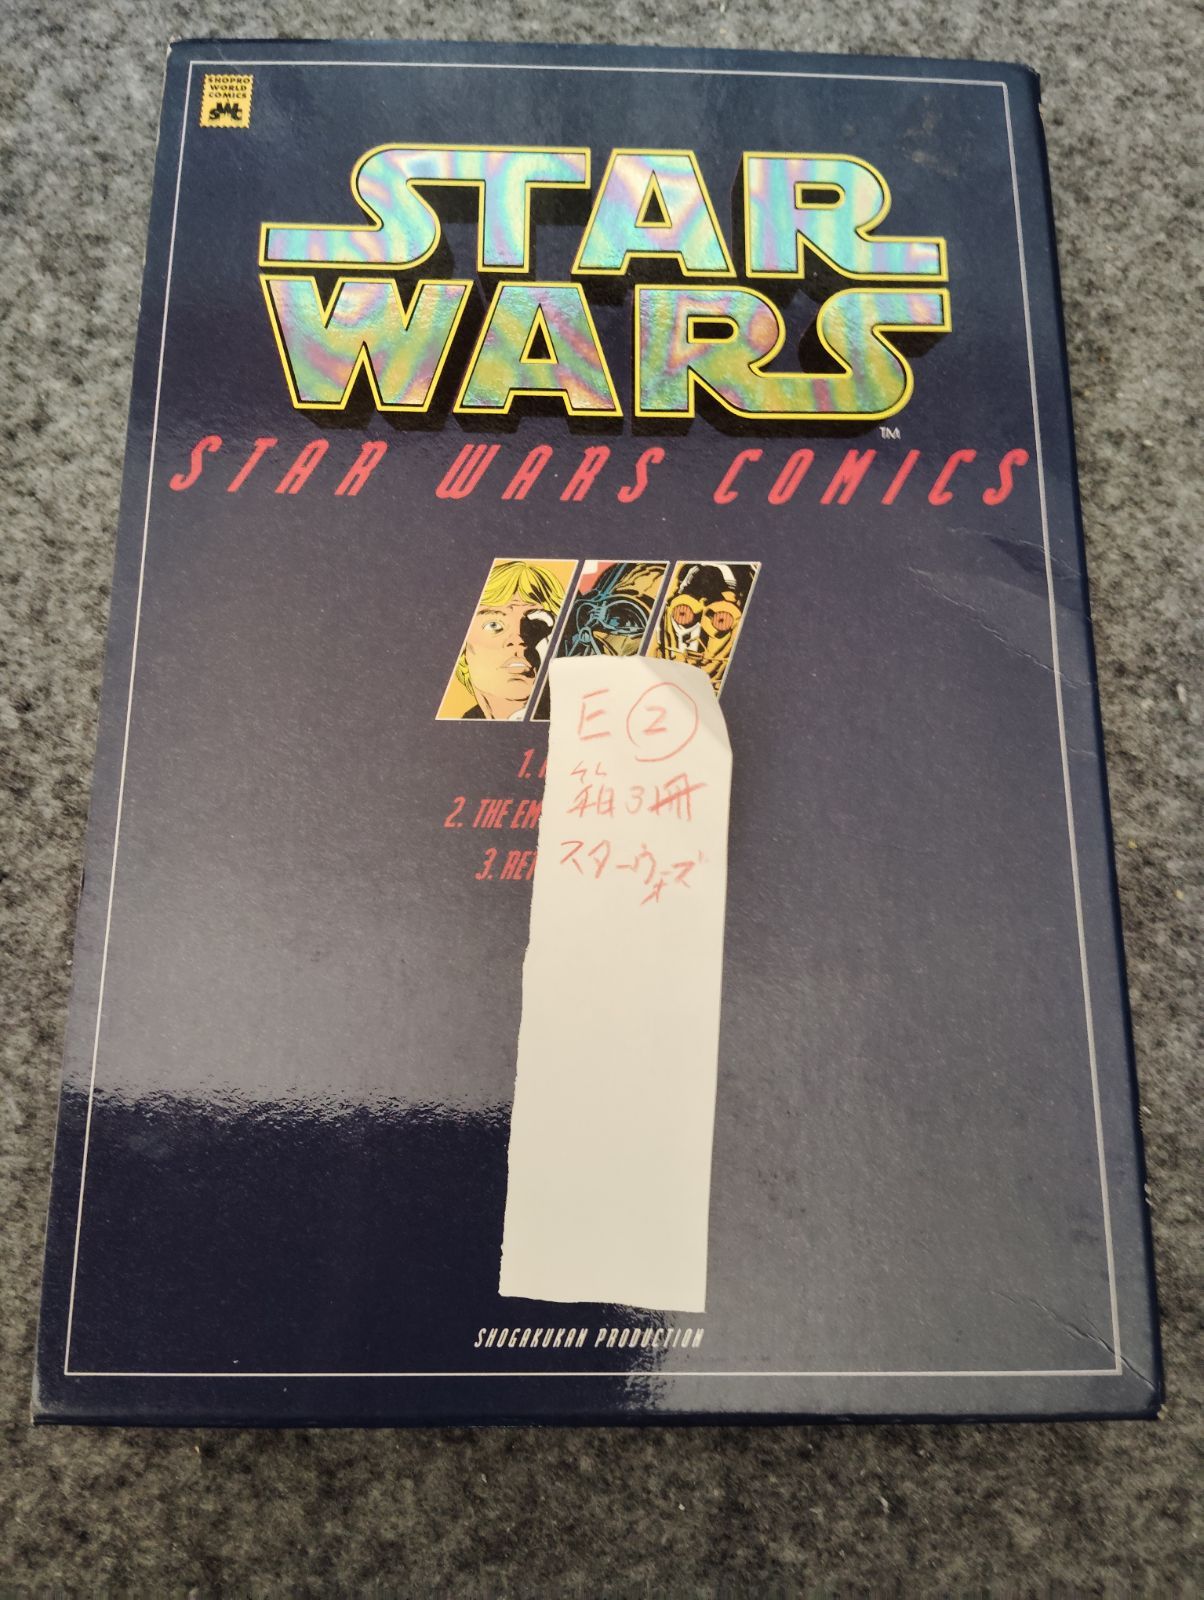 SHOPRO
WORLD
COMICS
SWC
STAR
WARS
TM
STAR WARS COMICS
E ②
1.
箱3冊
2. THE EM
スターウォーズ
3. RET
SHOGAKUKAN PRODUCTION